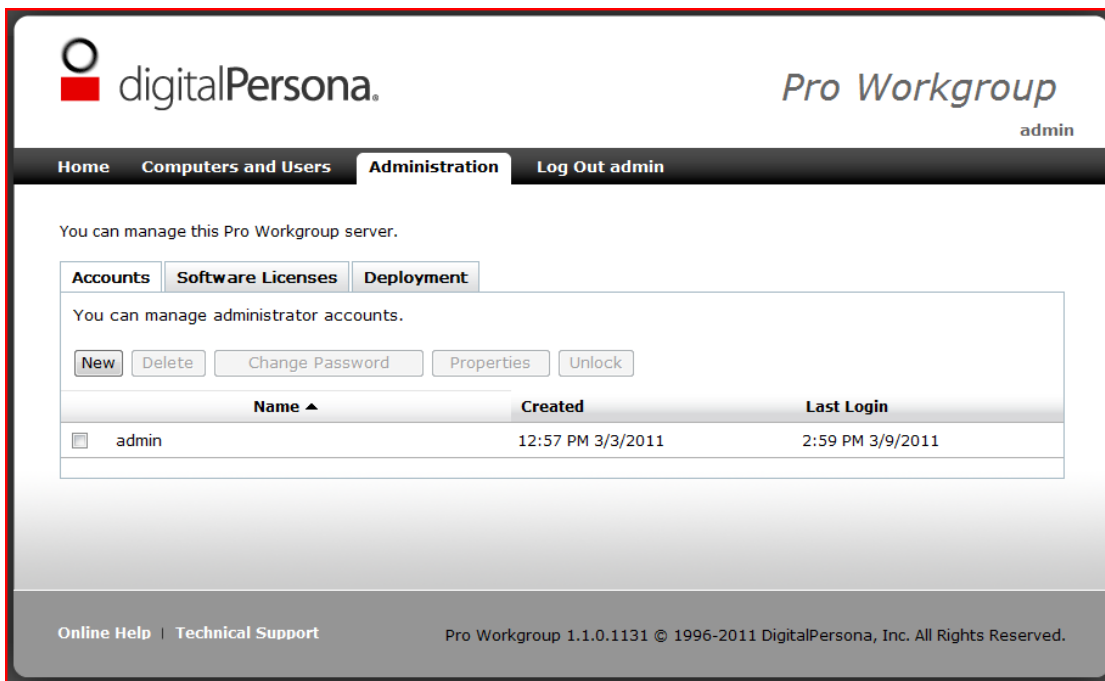 digitalPersona.
Pro Workgroup
admin
Home Computers and Users Administration Log Out admin
You can manage this Pro Workgroup server.
Accounts Software Licenses Deployment
You can manage administrator accounts.
New Delete Change Password Properties Unlock
Name ▲ Created Last Login
admin 12:57 PM 3/3/2011 2:59 PM 3/9/2011
Online Help | Technical Support Pro Workgroup 1.1.0.1131 © 1996-2011 DigitalPersona, Inc. All Rights Reserved.